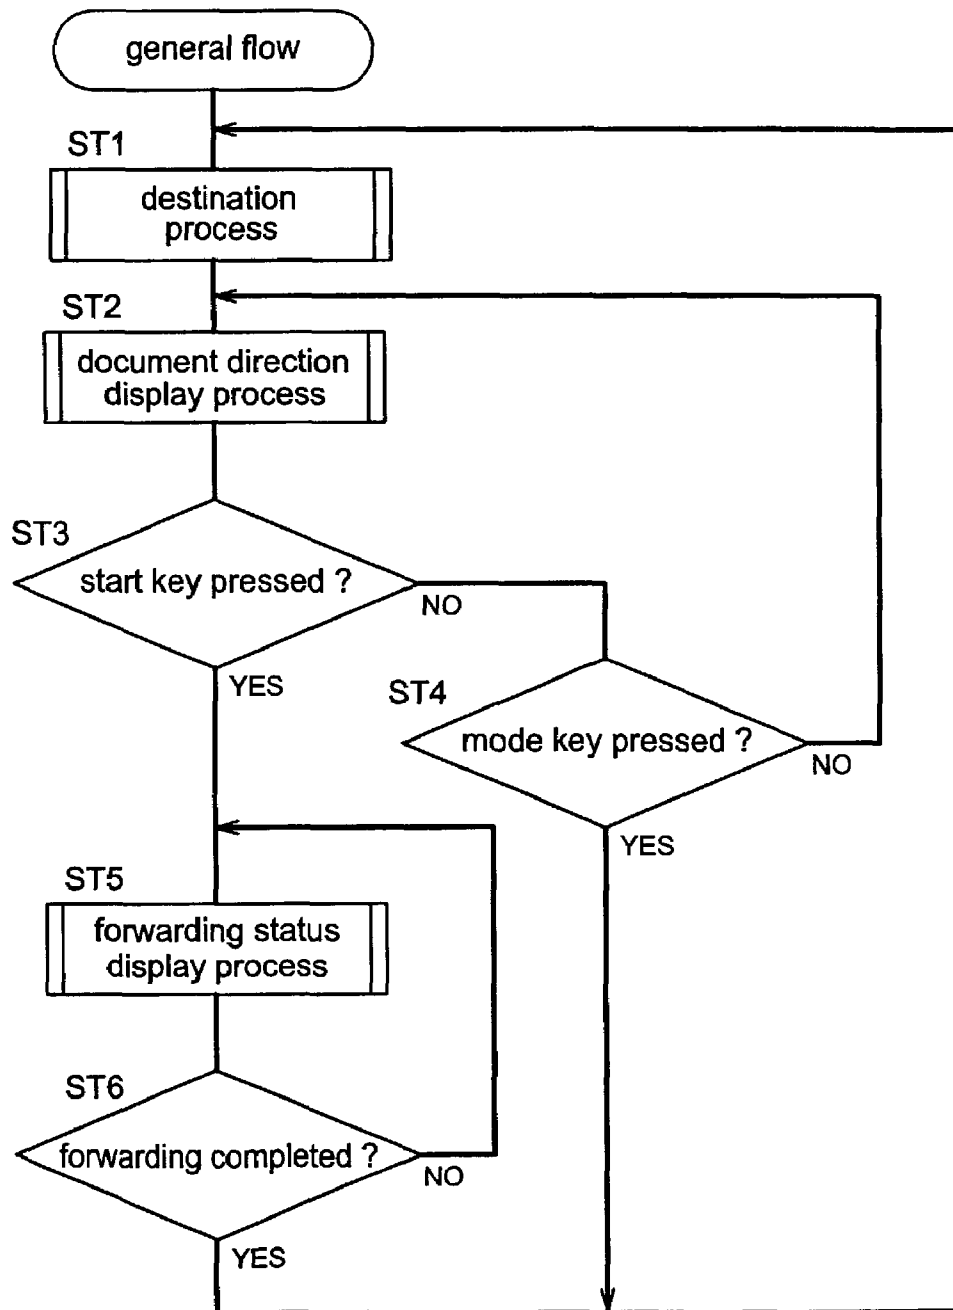 general flow
ST1
destination
process
ST2
document direction
display process
ST3
start key pressed ?
NO
YES
ST4
mode key pressed ?
NO
YES
ST5
forwarding status
display process
ST6
forwarding completed ?
NO
YES